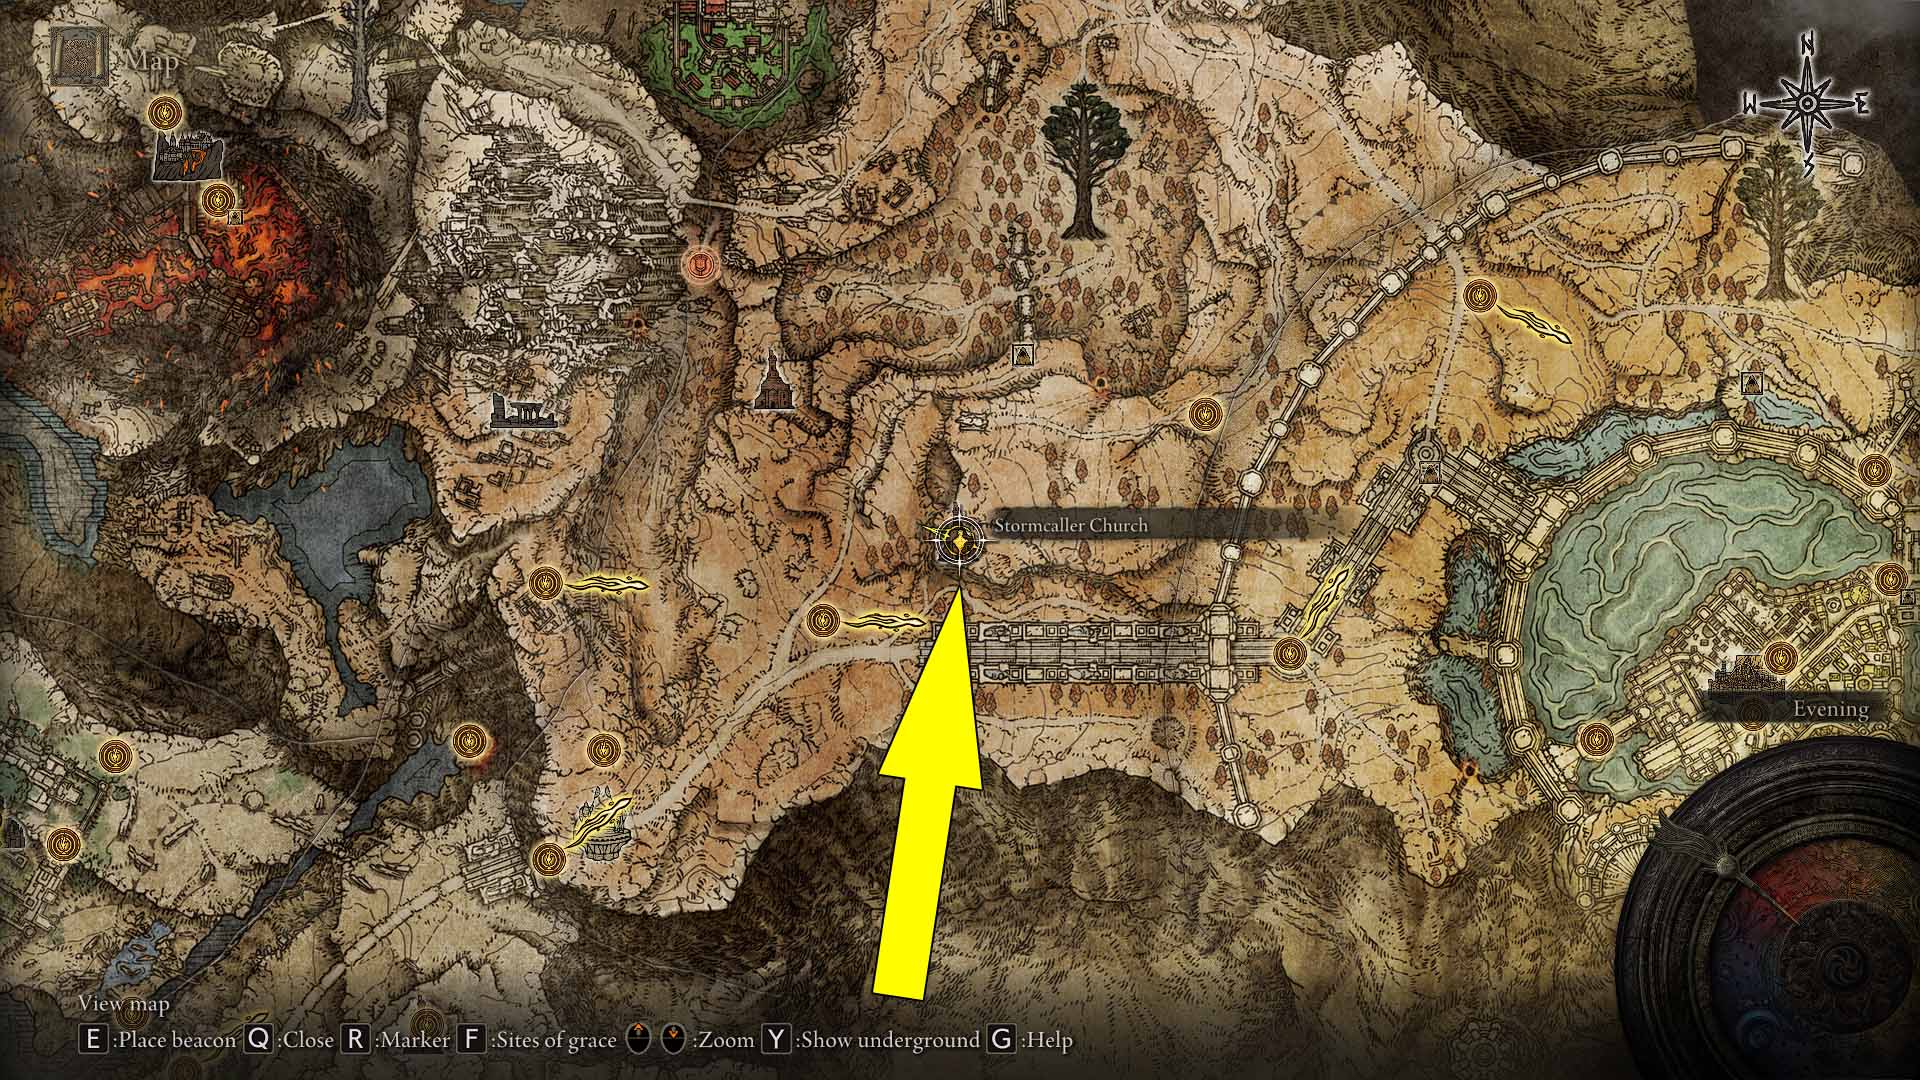 Map
N
W E
S
Stormcaller Church
Evening
View map
E :Place beacon Q :Close R :Marker F :Sites of grace :Zoom Y :Show underground G :Help